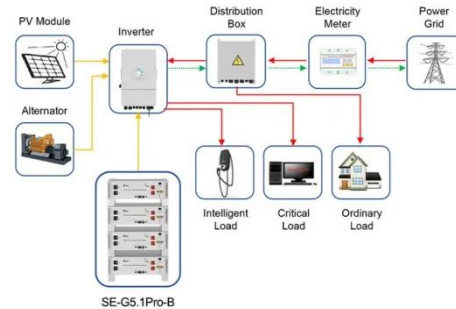 PV Module
Inverter
Distribution
Box
Electricity
Meter
Power
Grid
Alternator
Intelligent
Load
Critical
Load
Ordinary
Load
SE-G5.1Pro-B